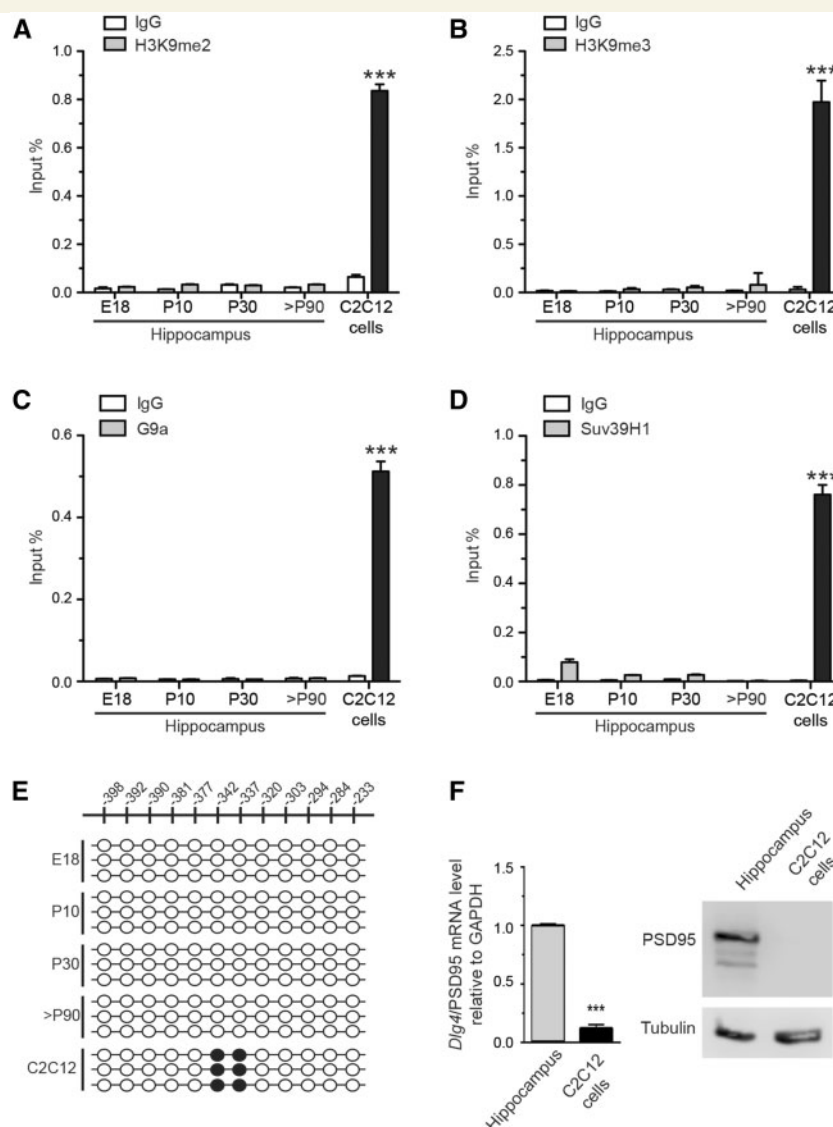 A
IgG
H3K9me2
Input %
1.0
0.8
0.6
0.4
0.2
0.0
E18 P10 P30 >P90 C2C12
cells
Hippocampus
***
B
IgG
H3K9me3
Input %
2.5
2.0
1.5
1.0
0.5
0.0
E18 P10 P30 >P90 C2C12
cells
Hippocampus
***
C
IgG
G9a
Input %
0.6
0.4
0.2
0.0
E18 P10 P30 >P90 C2C12
cells
Hippocampus
***
D
IgG
Suv39H1
Input %
1.0
0.8
0.6
0.4
0.2
0.0
E18 P10 P30 >P90 C2C12
cells
Hippocampus
***
E
-398 -392 -390 -381 -377 -342 -337 -320 -303 -294 -284 -233
E18
P10
P30
>P90
C2C12
F
Dlg4/PSD95 mRNA level
relative to GAPDH
1.5
1.0
0.5
0.0
***
Hippocampus
C2C12
cells
Hippocampus
C2C12
cells
PSD95
Tubulin